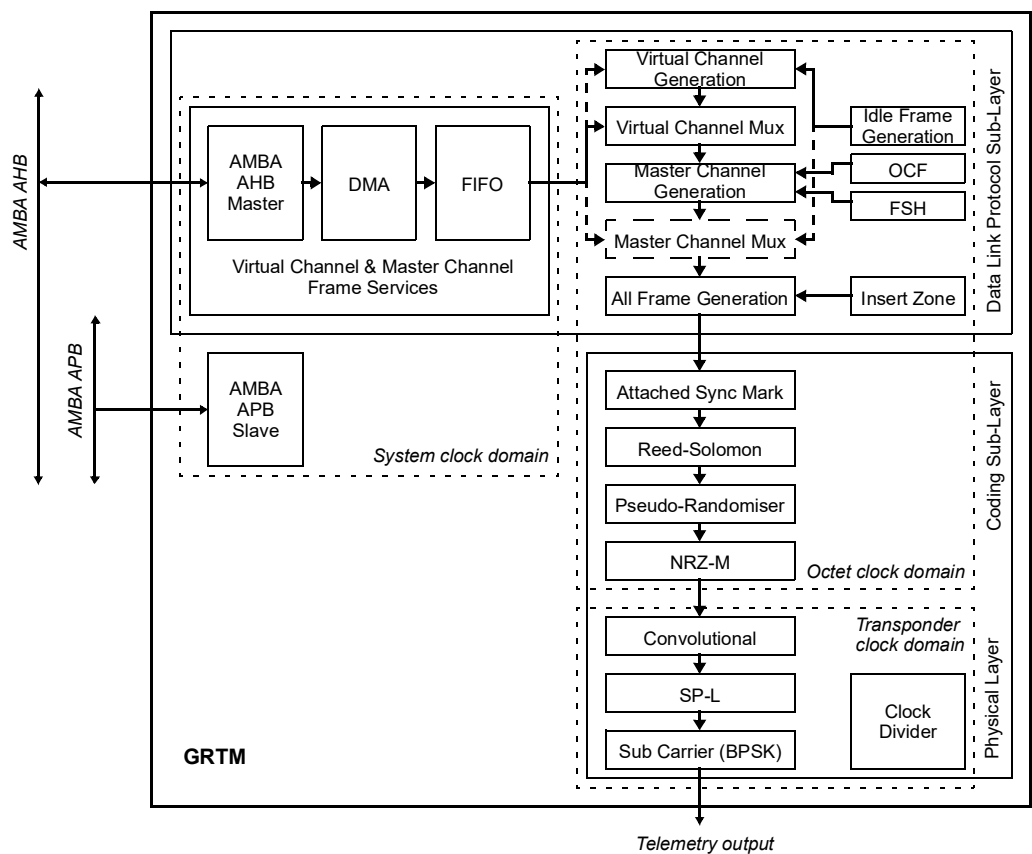 Virtual Channel
Generation
Virtual Channel Mux
Idle Frame
Generation
Master Channel
Generation
OCF
FSH
Master Channel Mux
All Frame Generation
Insert Zone
Data Link Protocol Sub-Layer
AMBA
AHB
Master
DMA
FIFO
Virtual Channel & Master Channel
Frame Services
AMBA AHB
AMBA APB
AMBA
APB
Slave
System clock domain
Attached Sync Mark
Reed-Solomon
Pseudo-Randomiser
NRZ-M
Octet clock domain
Coding Sub-Layer
Convolutional
Transponder
clock domain
SP-L
Clock
Divider
Sub Carrier (BPSK)
Physical Layer
GRTM
Telemetry output